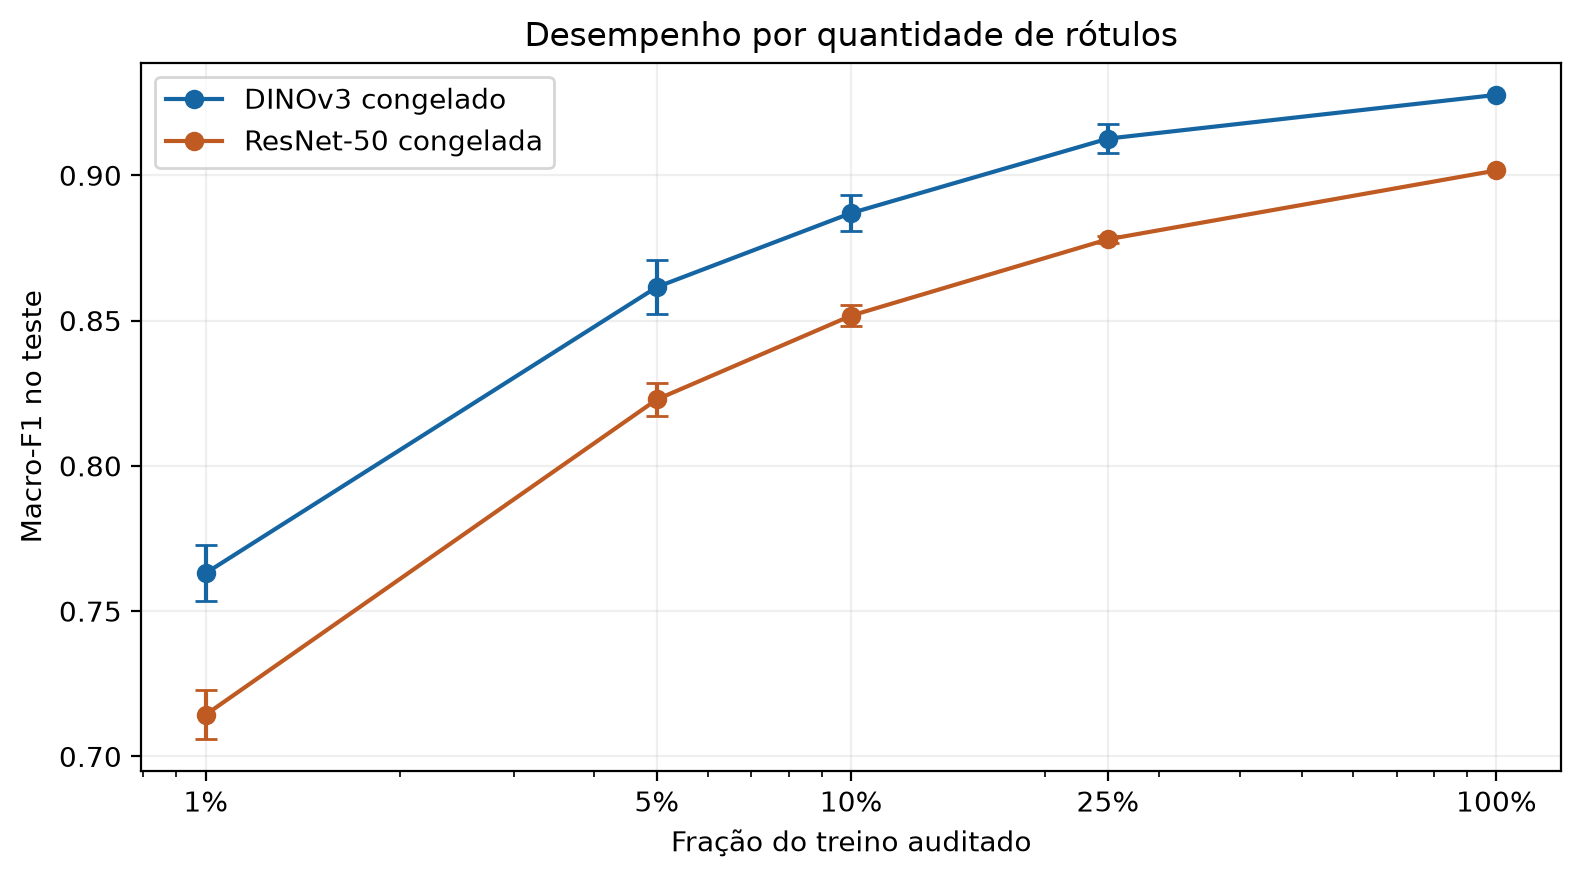 Desempenho por quantidade de rótulos
DINOv3 congelado
ResNet-50 congelada
Macro-F1 no teste
0.90
0.85
0.80
0.75
0.70
1%
5%
10%
25%
100%
Fração do treino auditado